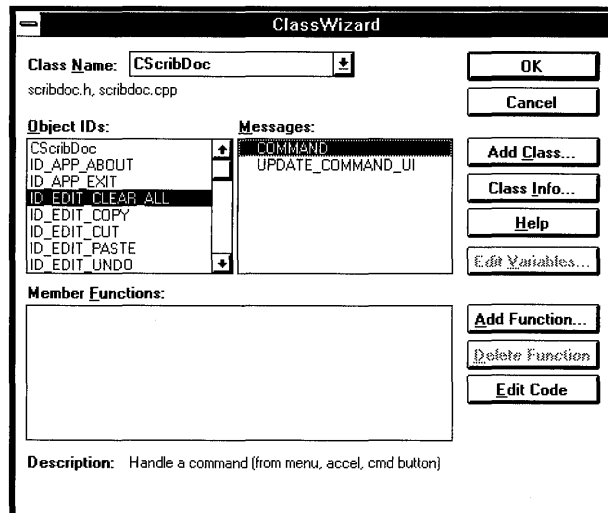 ClassWizard
Class Name: CScribDoc
scribdoc.h, scribdoc.cpp
OK
Cancel
Object IDs:
Messages:
CScribDoc
ID_APP_ABOUT
ID_APP_EXIT
ID_EDIT_CLEAR_ALL
ID_EDIT_COPY
ID_EDIT_CUT
ID_EDIT_PASTE
ID_EDIT_UNDO
COMMAND
UPDATE_COMMAND_UI
Add Class...
Class Info...
Help
Edit Variables...
Member Functions:
Add Function...
Delete Function
Edit Code
Description: Handle a command (from menu, accel, cmd button)